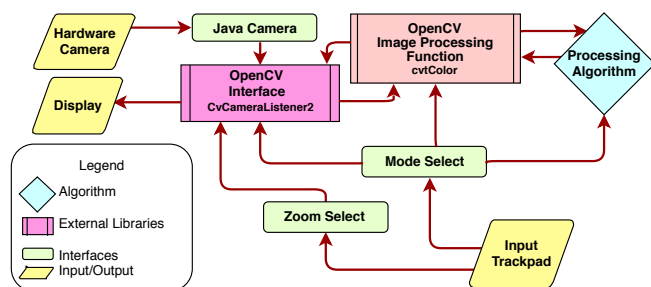 Hardware
Camera
Java Camera
OpenCV
Image Processing
Function
cvtColor
Processing
Algorithm
OpenCV
Interface
CvCameraListener2
Display
Mode Select
Legend
Algorithm
External Libraries
Interfaces
Input/Output
Zoom Select
Input
Trackpad